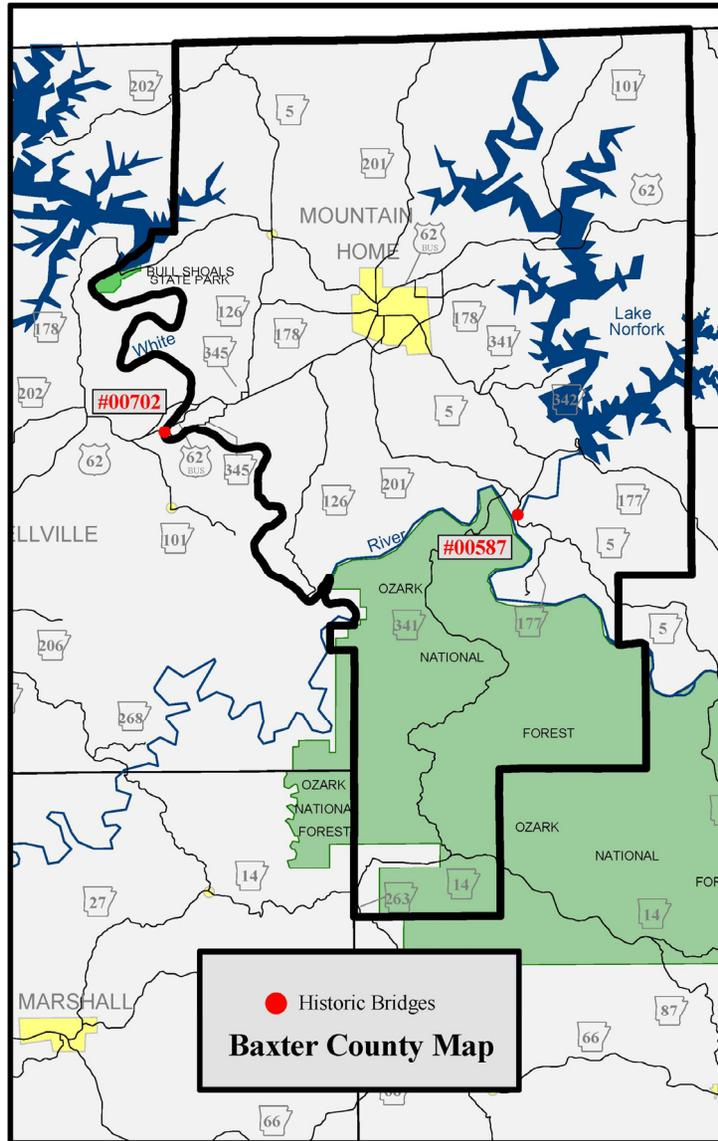 202
5
101
201
62
MOUNTAIN
HOME
62
BUS
BULL SHOALS
STATE PARK
126
178
178
178
341
Lake
Norfork
White
345
202
342
#00702
5
62
62
BUS
345
201
126
177
ELLVILLE
101
River
#00587
5
OZARK
341
177
5
206
NATIONAL
268
FOREST
OZARK
NATIONA
FOREST
OZARK
NATIONAL
FOR
14
14
263
14
27
MARSHALL
Historic Bridges
Baxter County Map
87
66
66